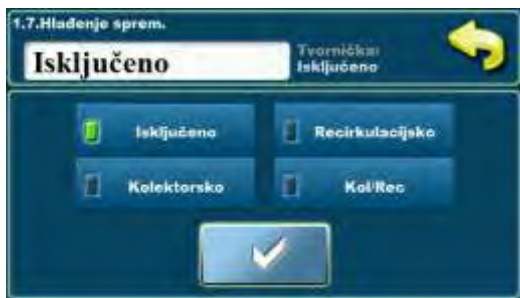 1.7.Hlađenje sprem.
Isključeno
Tvornička:
Isključeno
Isključeno
Recirkulacijsko
Kolektorsko
Kol/Rec